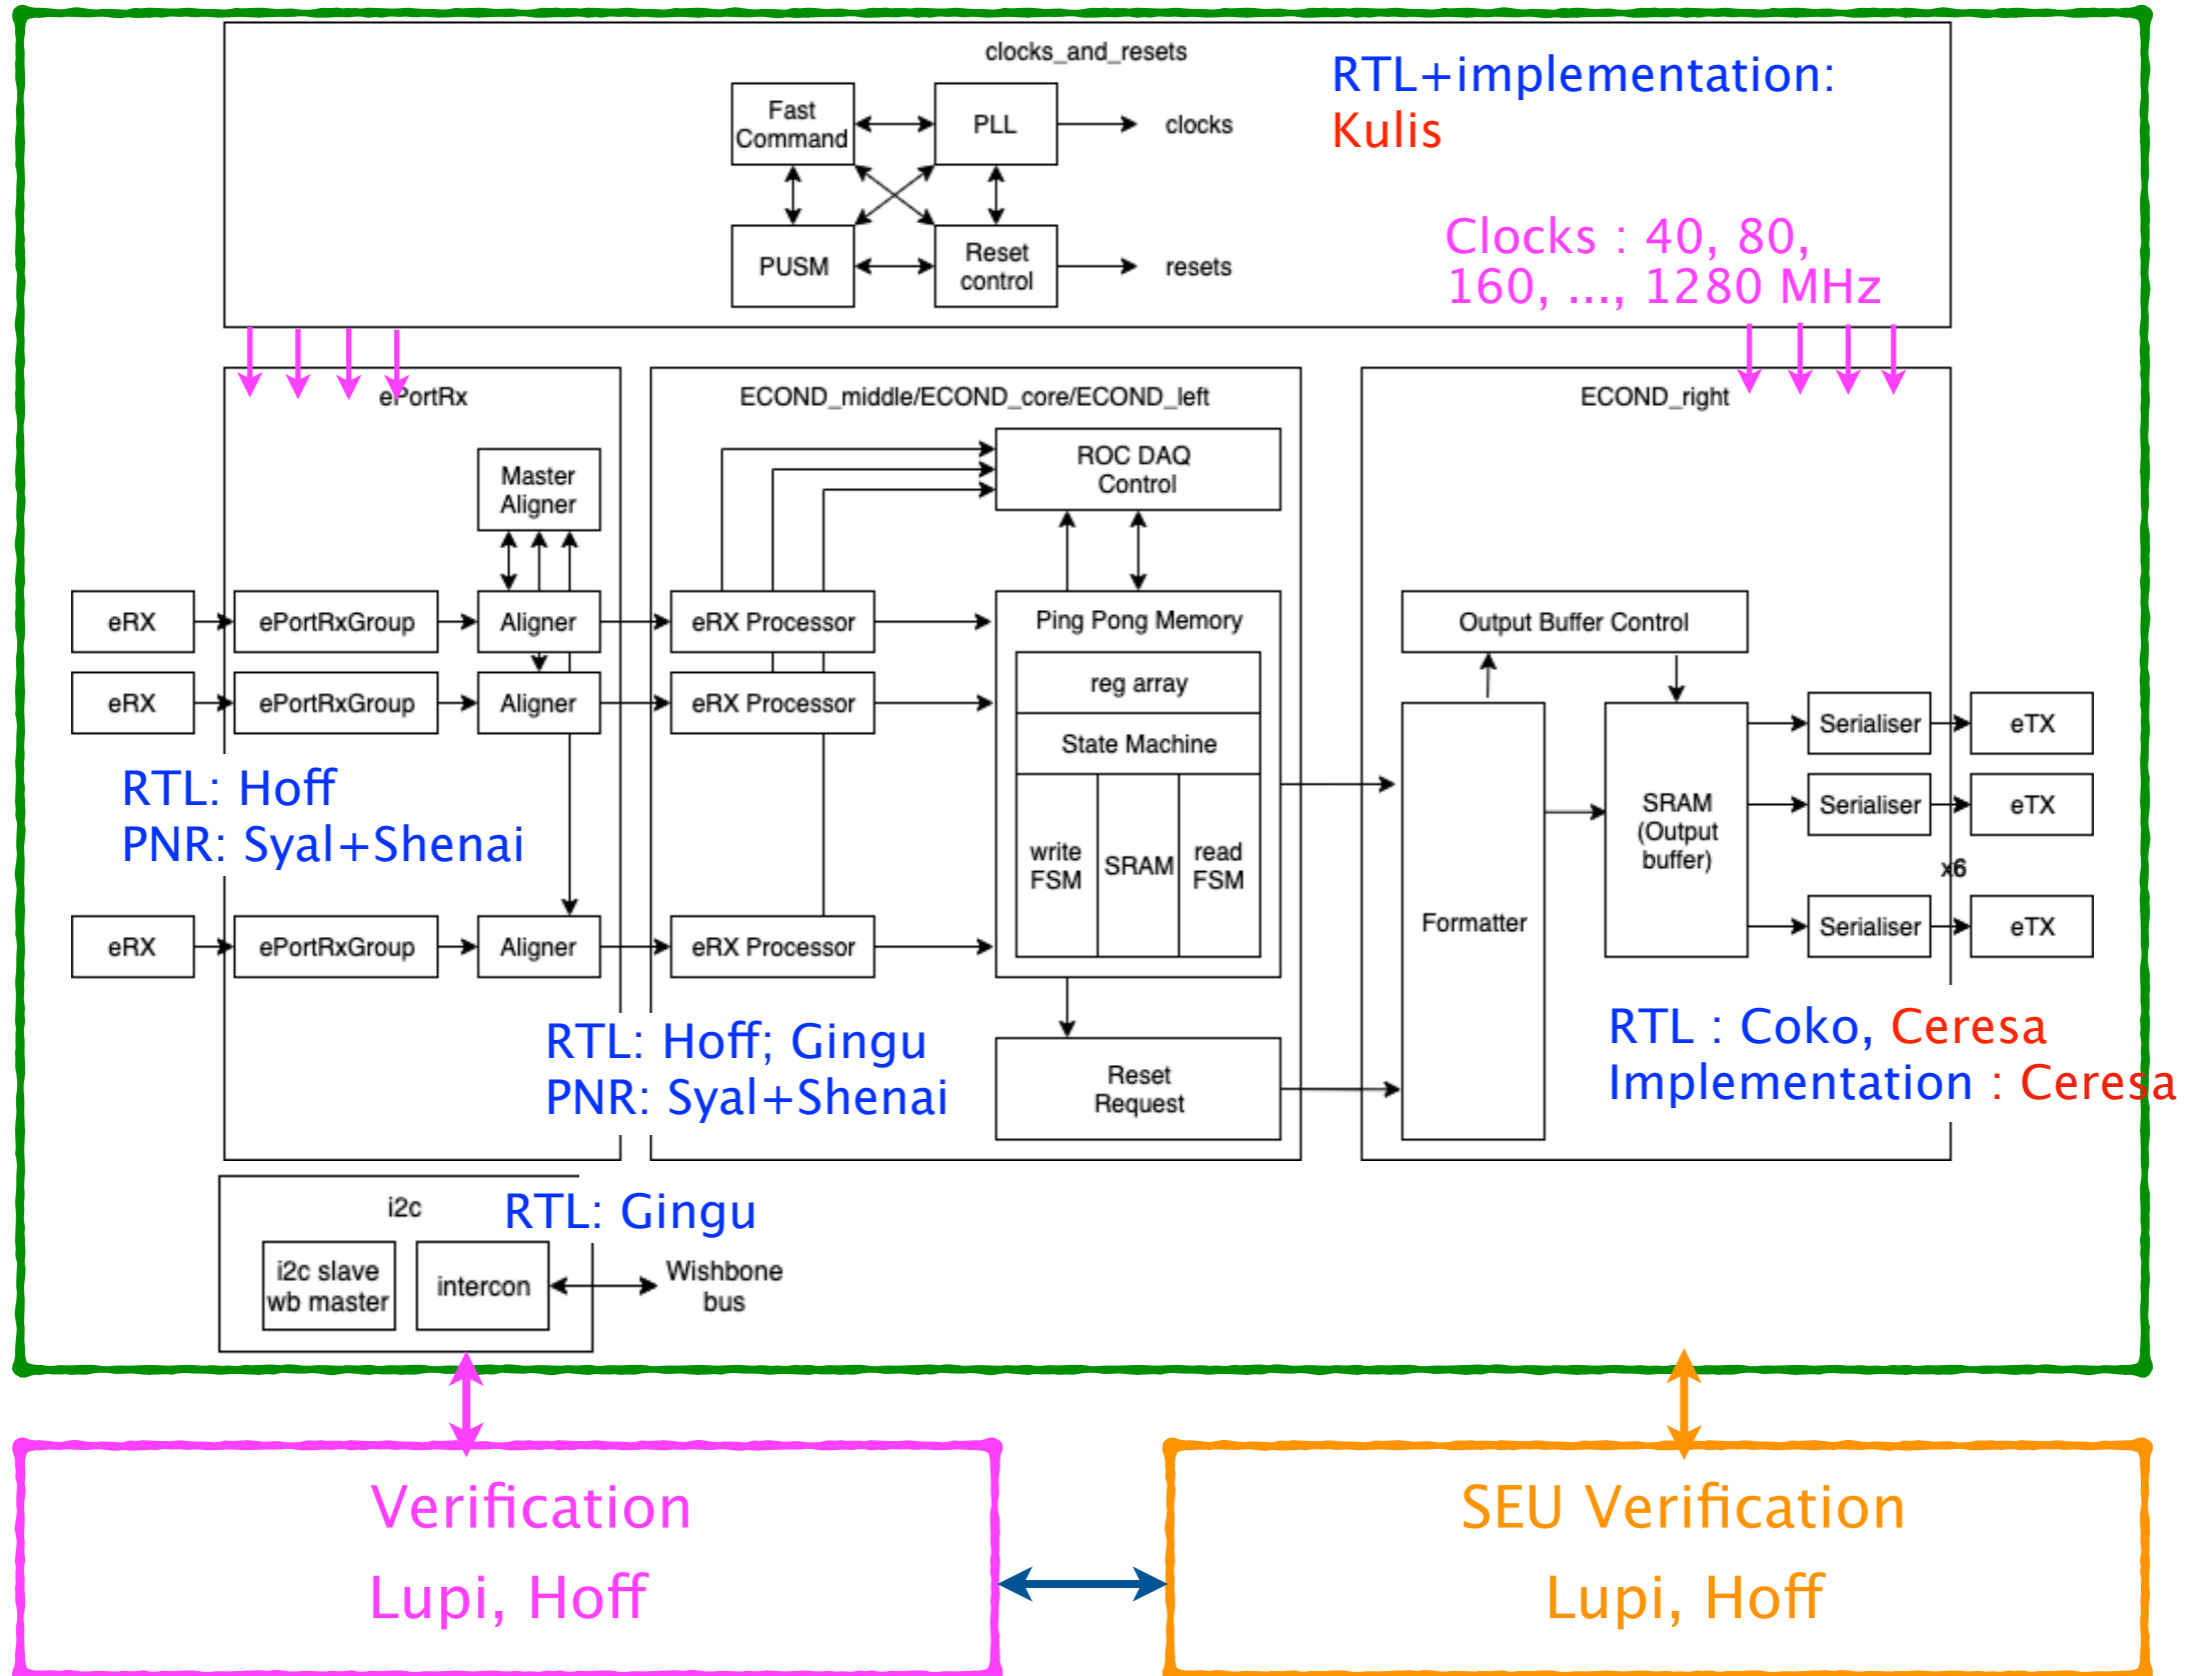 clocks_and_resets
RTL+implementation:
Kulis
Fast
Command
PLL
clocks
PUSM
Reset
control
resets
Clocks : 40, 80,
160, ..., 1280 MHz
ePortRx
ECOND_middle/ECOND_core/ECOND_left
ECOND_right
Master
Aligner
ROC DAQ
Control
eRX
ePortRxGroup
Aligner
eRX Processor
Ping Pong Memory
Output Buffer Control
eRX
ePortRxGroup
Aligner
eRX Processor
reg array
State Machine
write
FSM
SRAM
read
FSM
Formatter
SRAM
(Output
buffer)
Serialiser
eTX
Serialiser
eTX
x6
Serialiser
eTX
RTL: Hoff
PNR: Syal+Shenai
eRX
ePortRxGroup
Aligner
eRX Processor
RTL: Hoff; Gingu
PNR: Syal+Shenai
Reset
Request
RTL : Coko, Ceresa
Implementation : Ceresa
i2c
RTL: Gingu
i2c slave
wb master
intercon
Wishbone
bus
Verification
Lupi, Hoff
SEU Verification
Lupi, Hoff